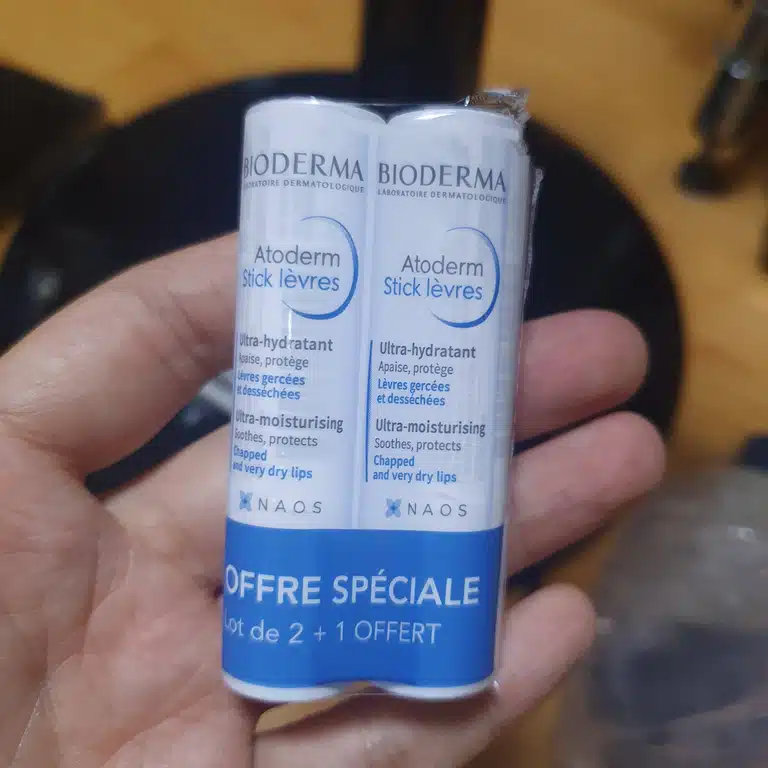 BIODERMA
LABORATOIRE DERMATOLOGIQUE
Atoderm
Stick lèvres
Ultra-hydratant
Apaise, protège
Lèvres gercées
et desséchées
Ultra-moisturising
Soothes, protects
Chapped
and very dry lips
NAOS
BIODERMA
LABORATOIRE DERMATOLOGIQUE
Atoderm
Stick lèvres
Ultra-hydratant
Apaise, protège
Lèvres gercées
et desséchées
Ultra-moisturising
Soothes, protects
Chapped
and very dry lips
NAOS
OFFRE SPÉCIALE
Lot de 2 + 1 OFFERT